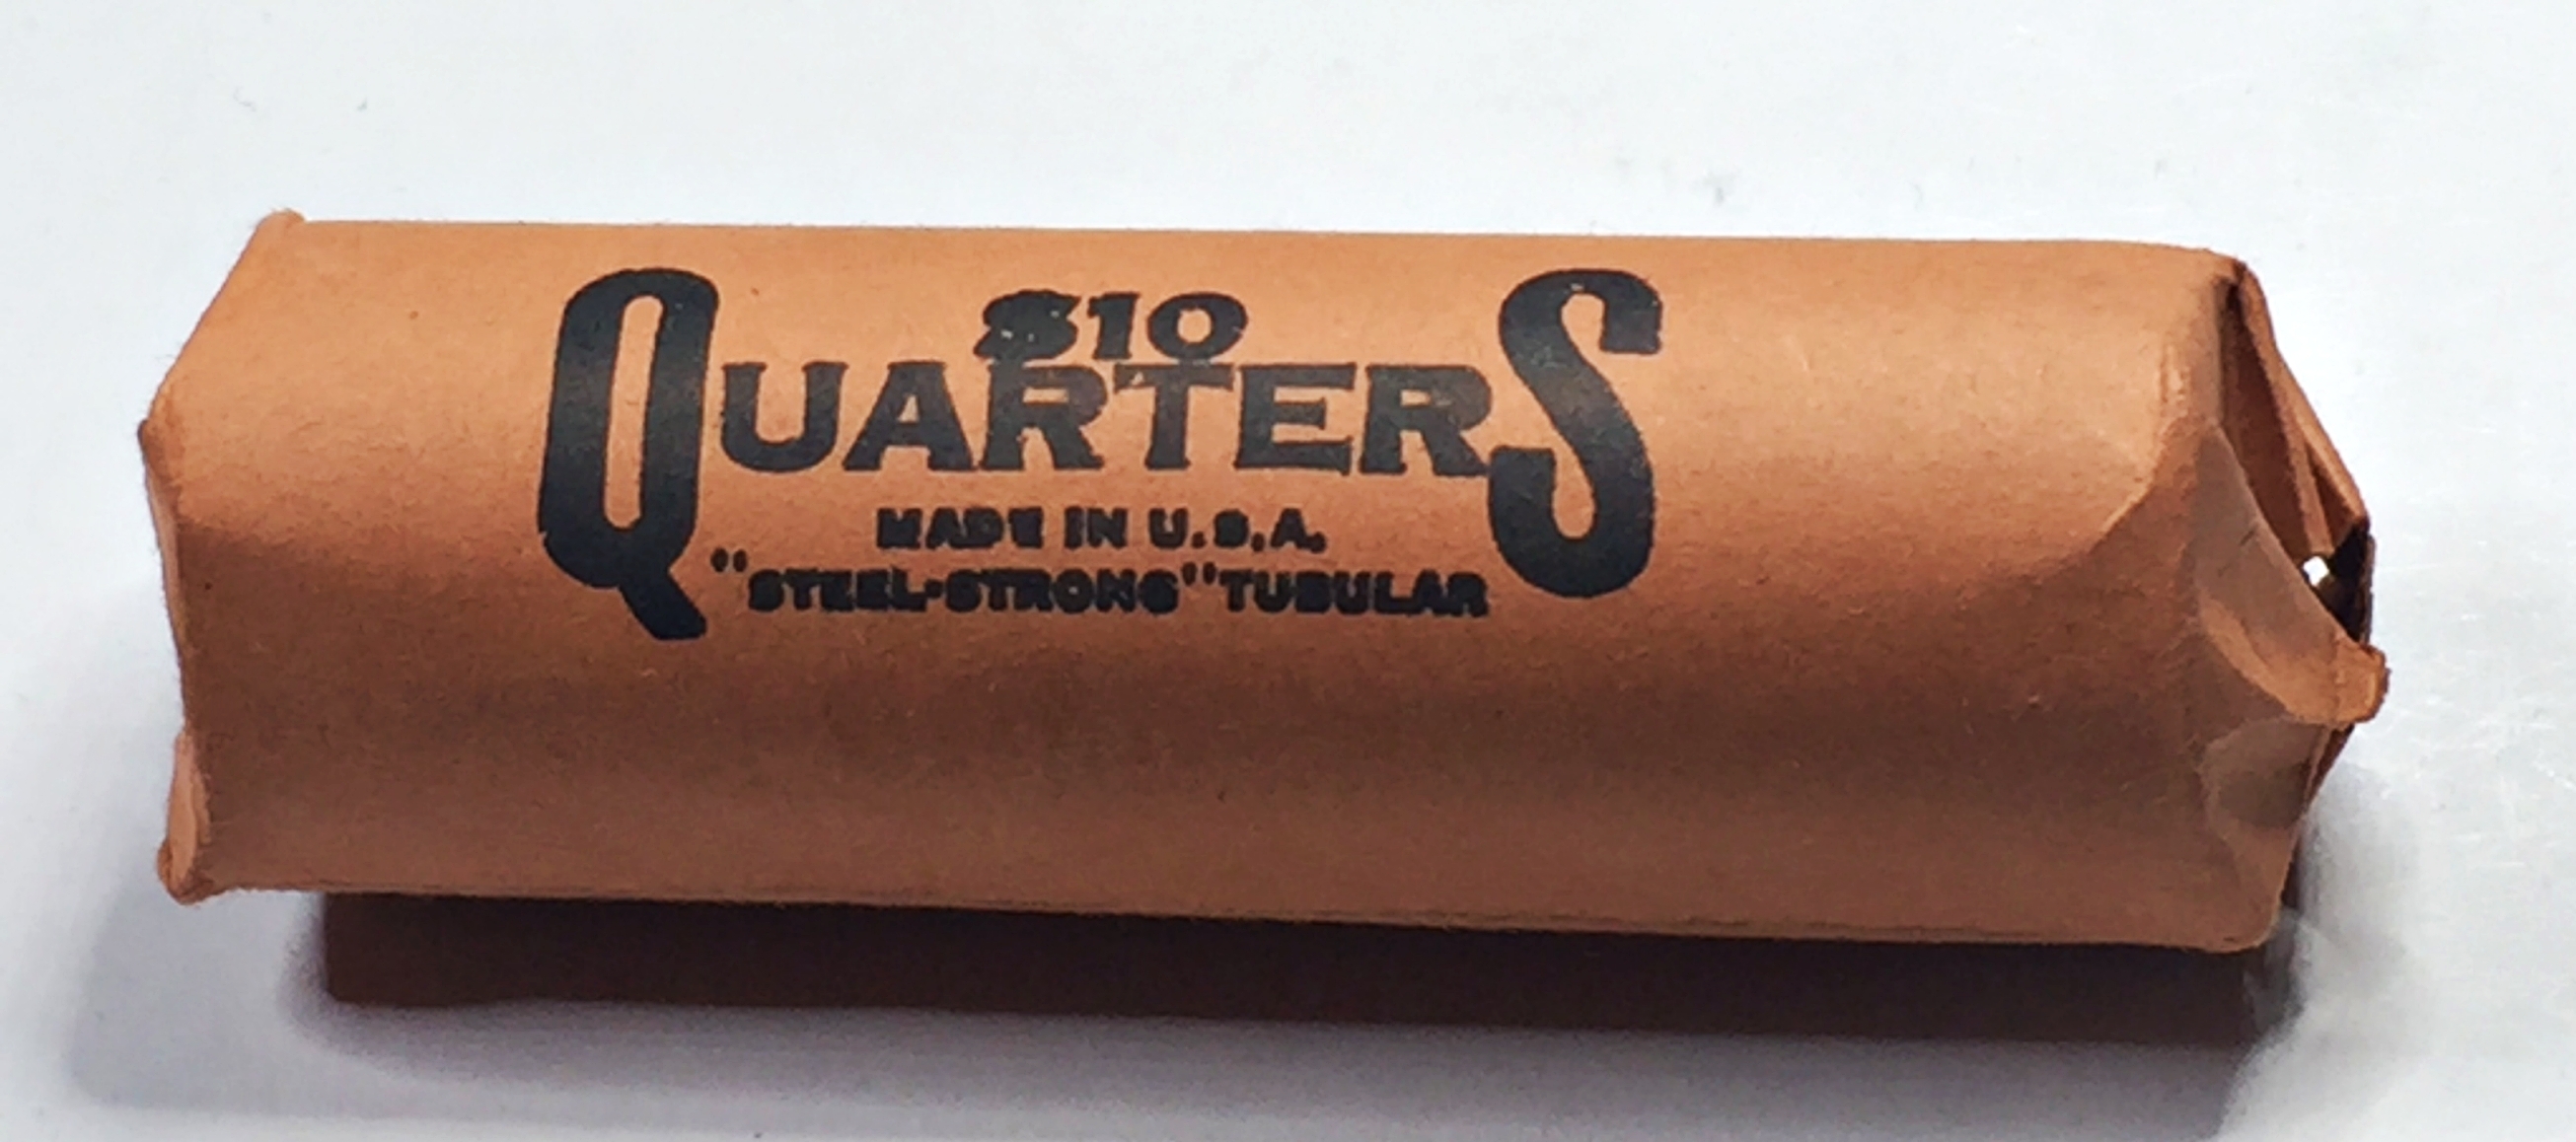 $10
QUARTERS
MADE IN U.S.A.
"STEEL-STRONG" TUBULAR